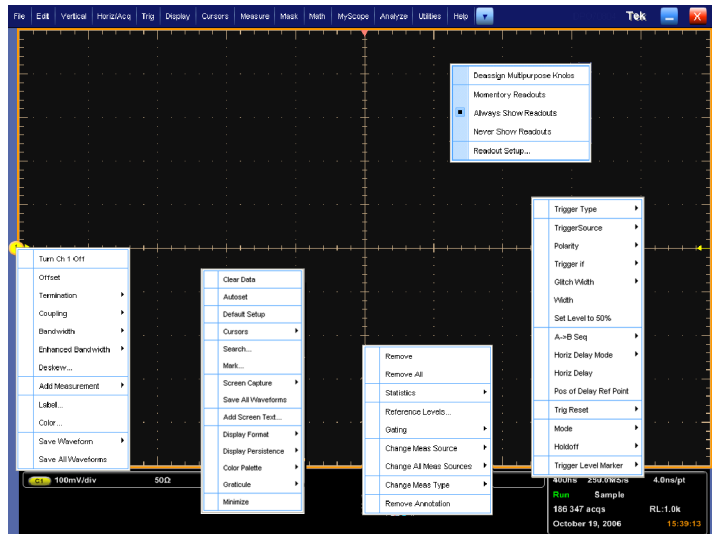 File Edit Vertical Horiz/Acq Trig Display Cursors Measure Mask Math MyScope Analyze Utilities Help Tek X
Deassign Multipurpose Knobs
Momentory Readouts
Allways Show Readouts
Never Show Readouts
Readout Setup...
Trigger Type
TriggerSource
Polarity
Trigger if
Glitch Width
Width
Set Level to 50%
A->B Seq
Horiz Delay Mode
Horiz Delay
Pos of Delay Ref Point
Trig Reset
Mode
Holdoff
Trigger Level Marker
Turn Ch 1 Off
Offset
Termination
Coupling
Bandwidth
Enhanced Bandwidth
Deskew...
Add Measurement
Label...
Color...
Save Waveform
Save All Waveforms
Clear Data
Autoset
Default Setup
Cursors
Search...
Mark...
Screen Capture
Save All Waveforms
Add Screen Text...
Display Format
Display Persistence
Color Palette
Graticule
Minimize
Remove
Remove All
Statistics
Reference Levels...
Gating
Change Meas Source
Change All Meas Sources
Change Meas Type
Remove Annotation
C1 100mV/div 50Ω
400ns 250.0MS/s 4.0ns/pt
Run Sample
186 347 acqs RL:1.0k
October 19, 2006 15:39:13